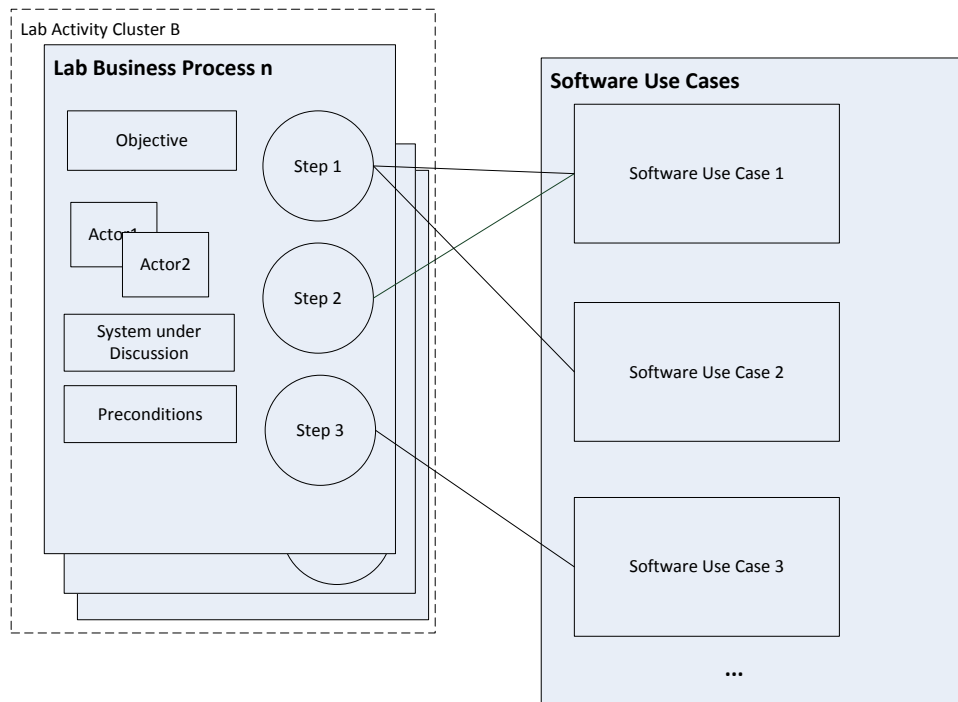 Lab Activity Cluster B
Lab Business Process n
Objective
Actor1
Actor2
System under
Discussion
Preconditions
Step 1
Step 2
Step 3
Software Use Cases
Software Use Case 1
Software Use Case 2
Software Use Case 3
...